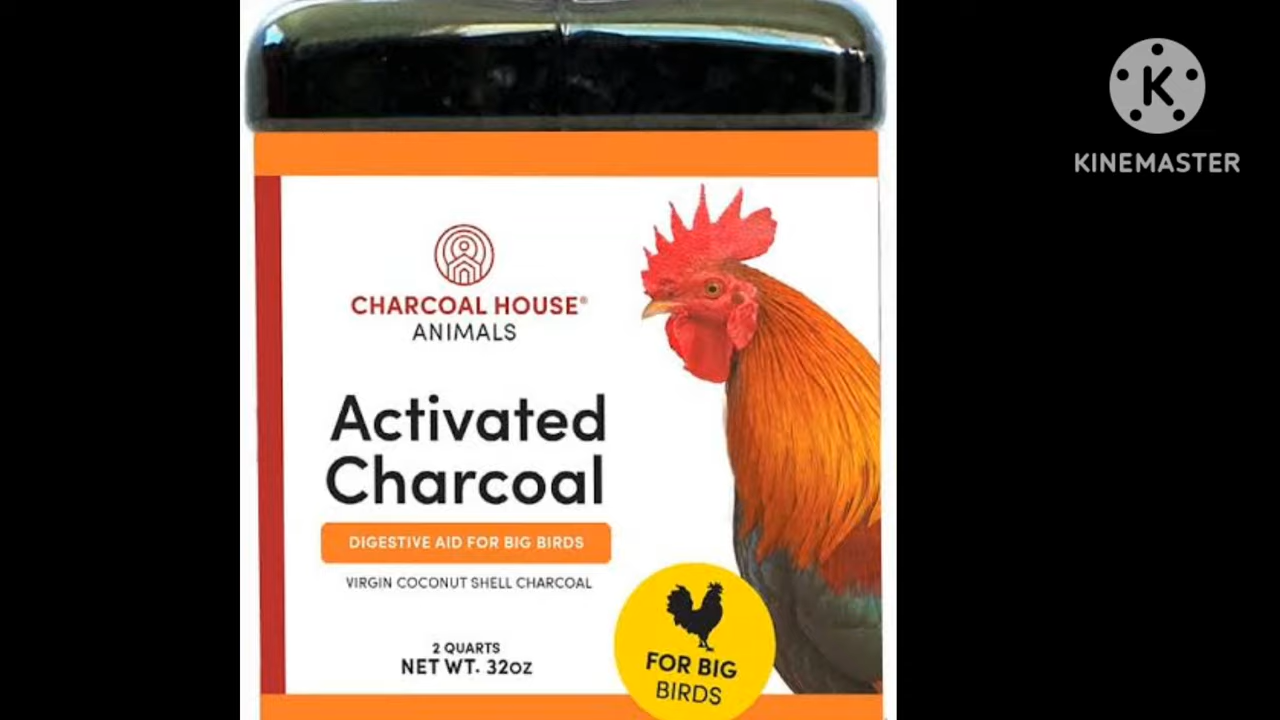 K
KINEMASTER
CHARCOAL HOUSE®
ANIMALS
Activated
Charcoal
DIGESTIVE AID FOR BIG BIRDS
VIRGIN COCONUT SHELL CHARCOAL
2 QUARTS
NET WT. 32OZ
FOR BIG
BIRDS